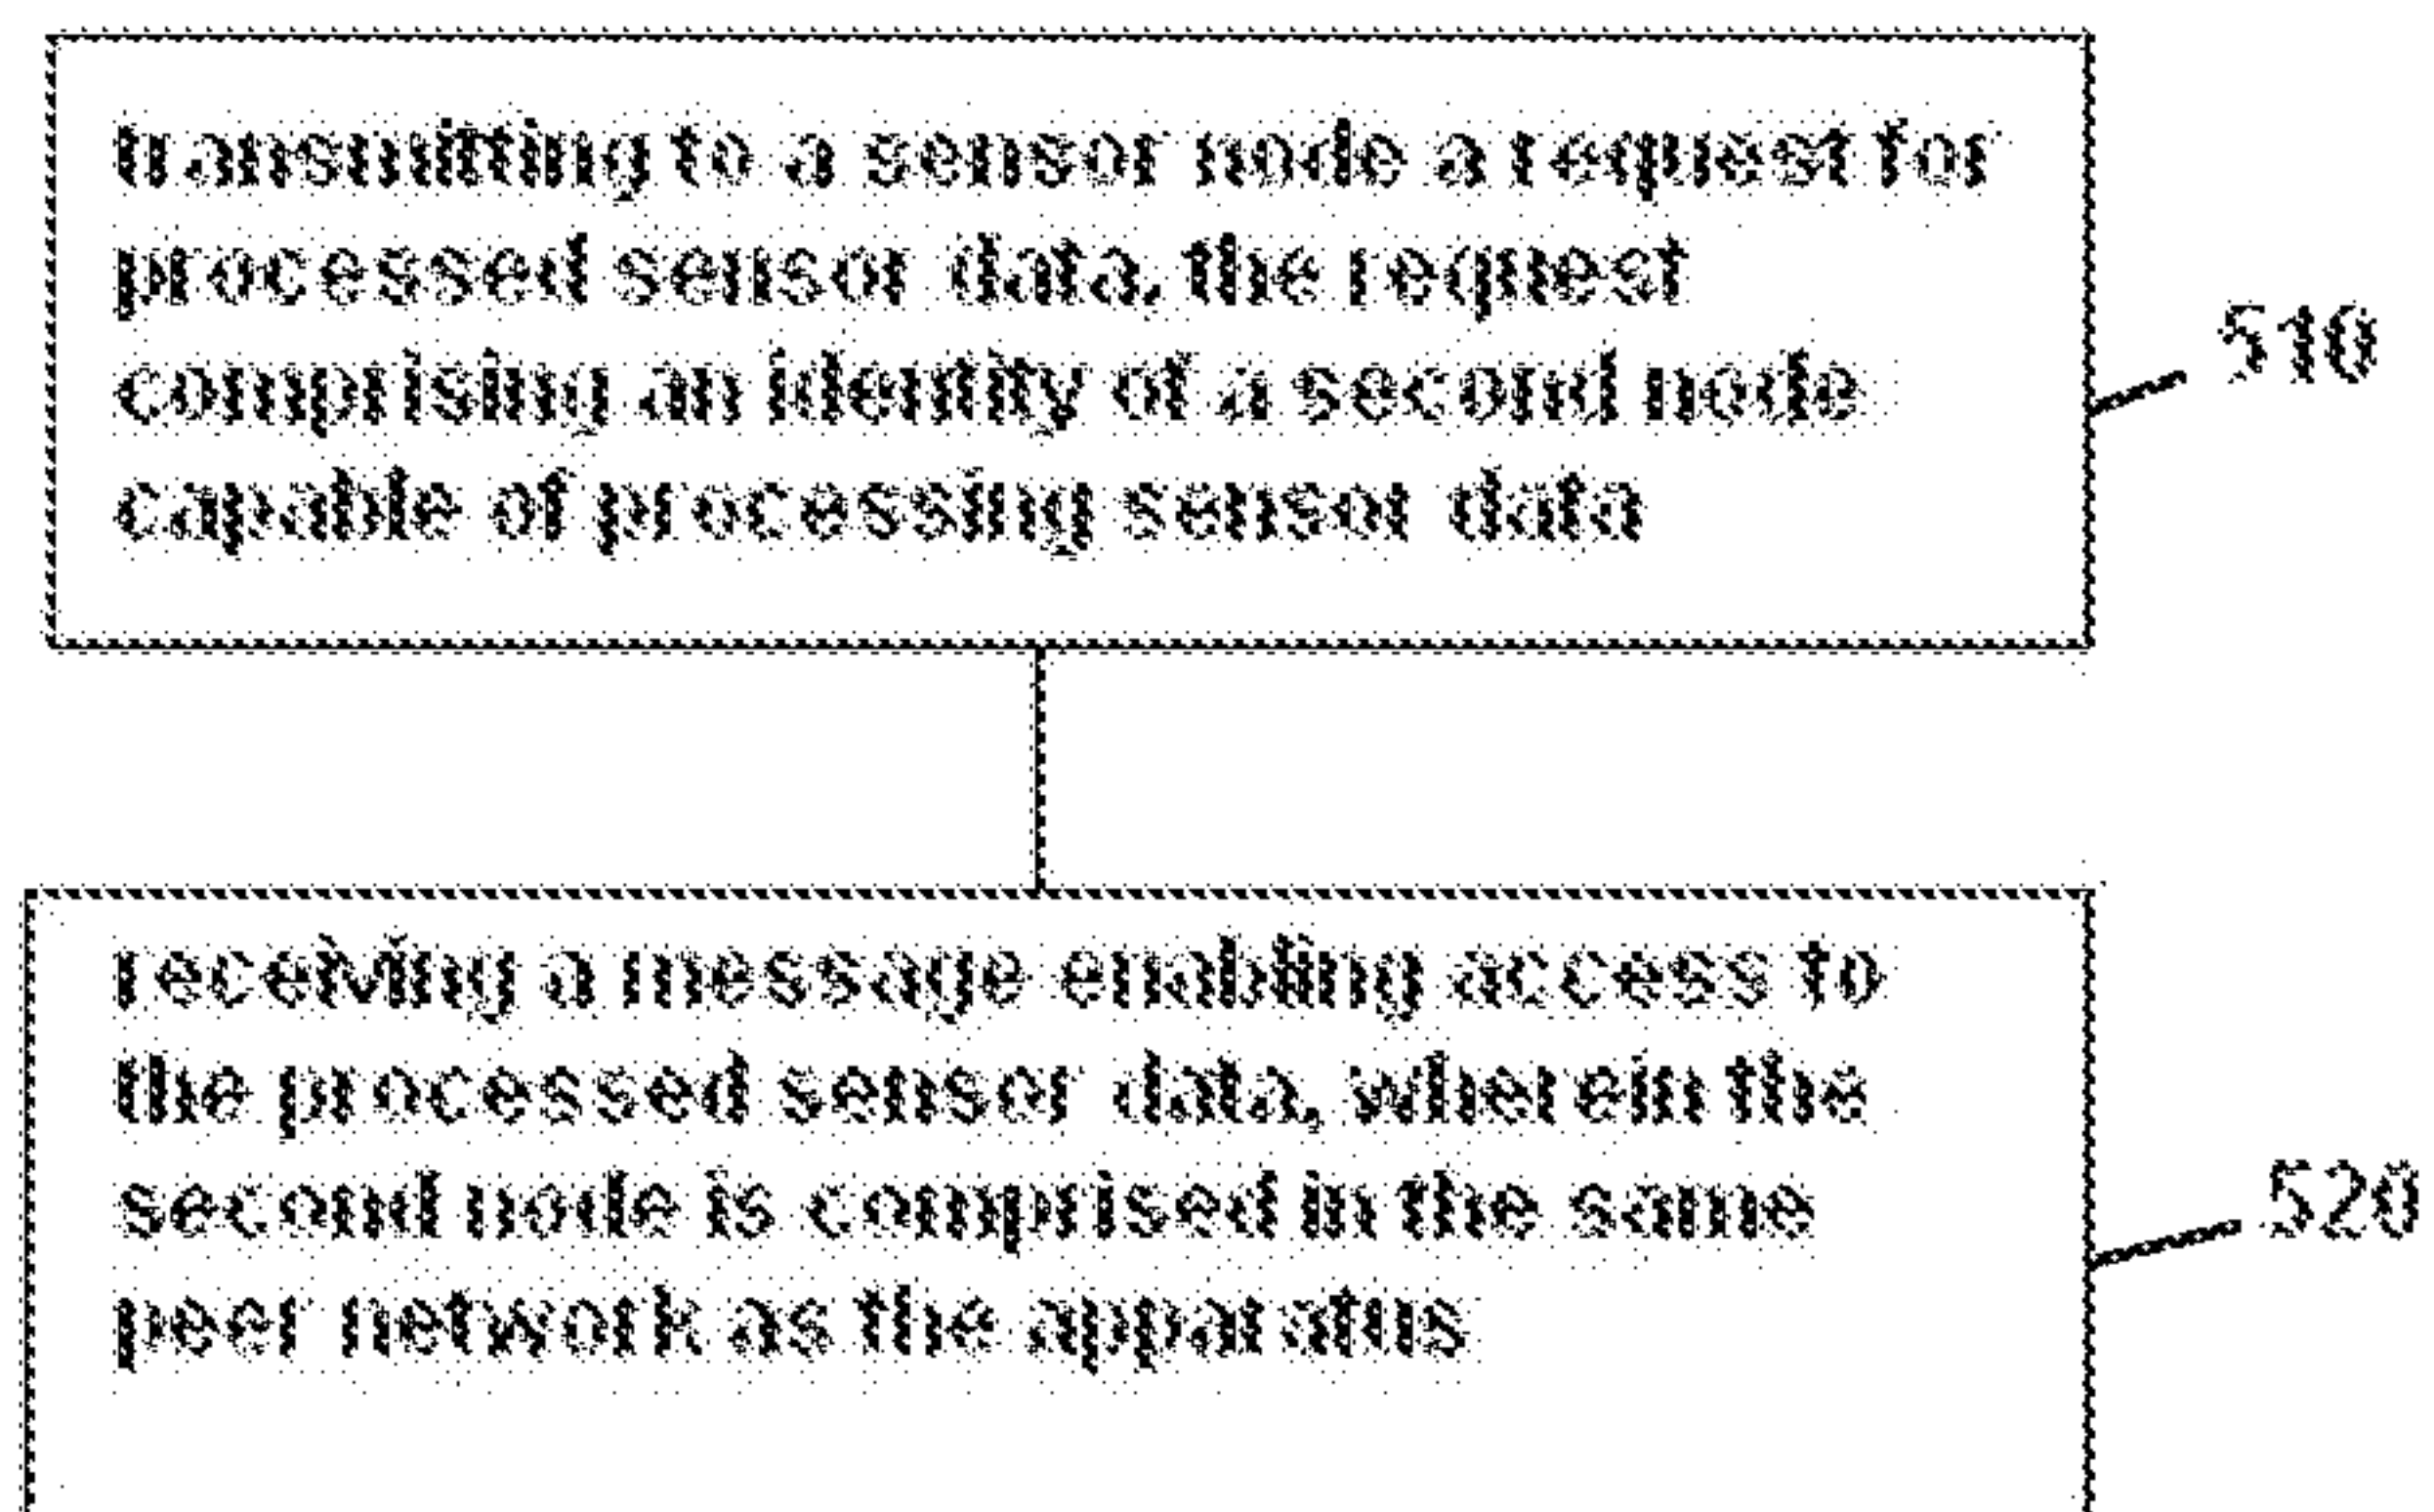 transmitting to a sensor node a request for
processed sensor data, the request
comprising an identity of a second node
capable of processing sensor data
510
receiving a message enabling access to
the processed sensor data, wherein the
second node is comprised in the same
peer network as the apparatus
520